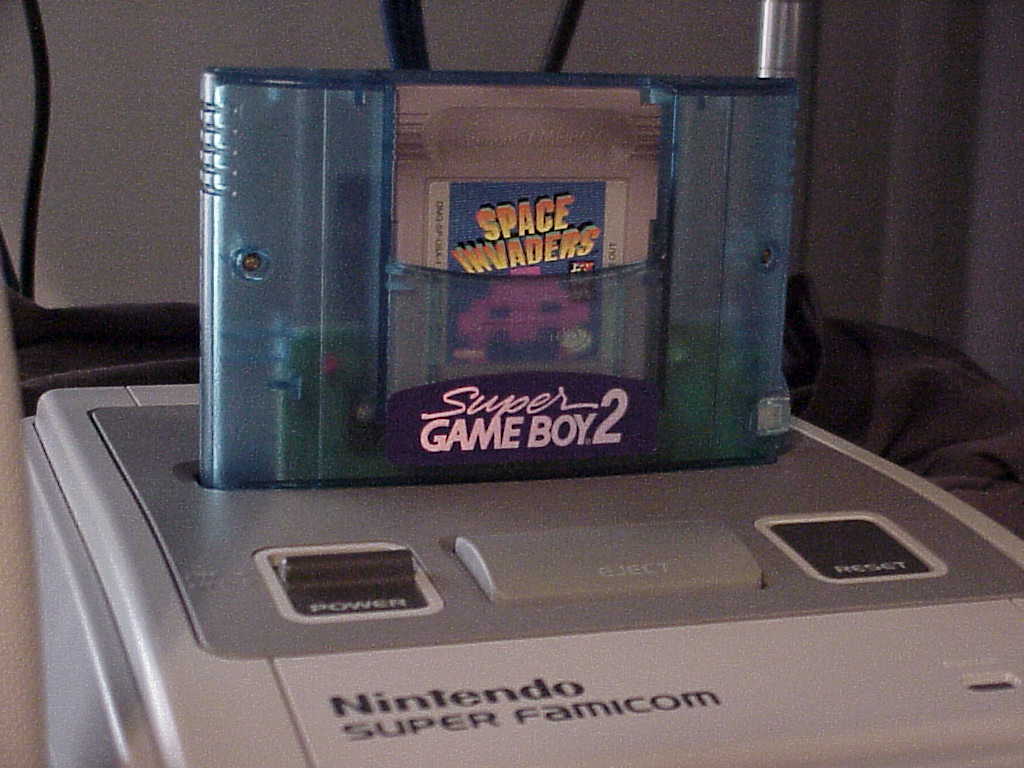 SPACE
INVADERS
Super
GAME BOY 2
POWER
EJECT
RESET
Nintendo
SUPER FAMICOM